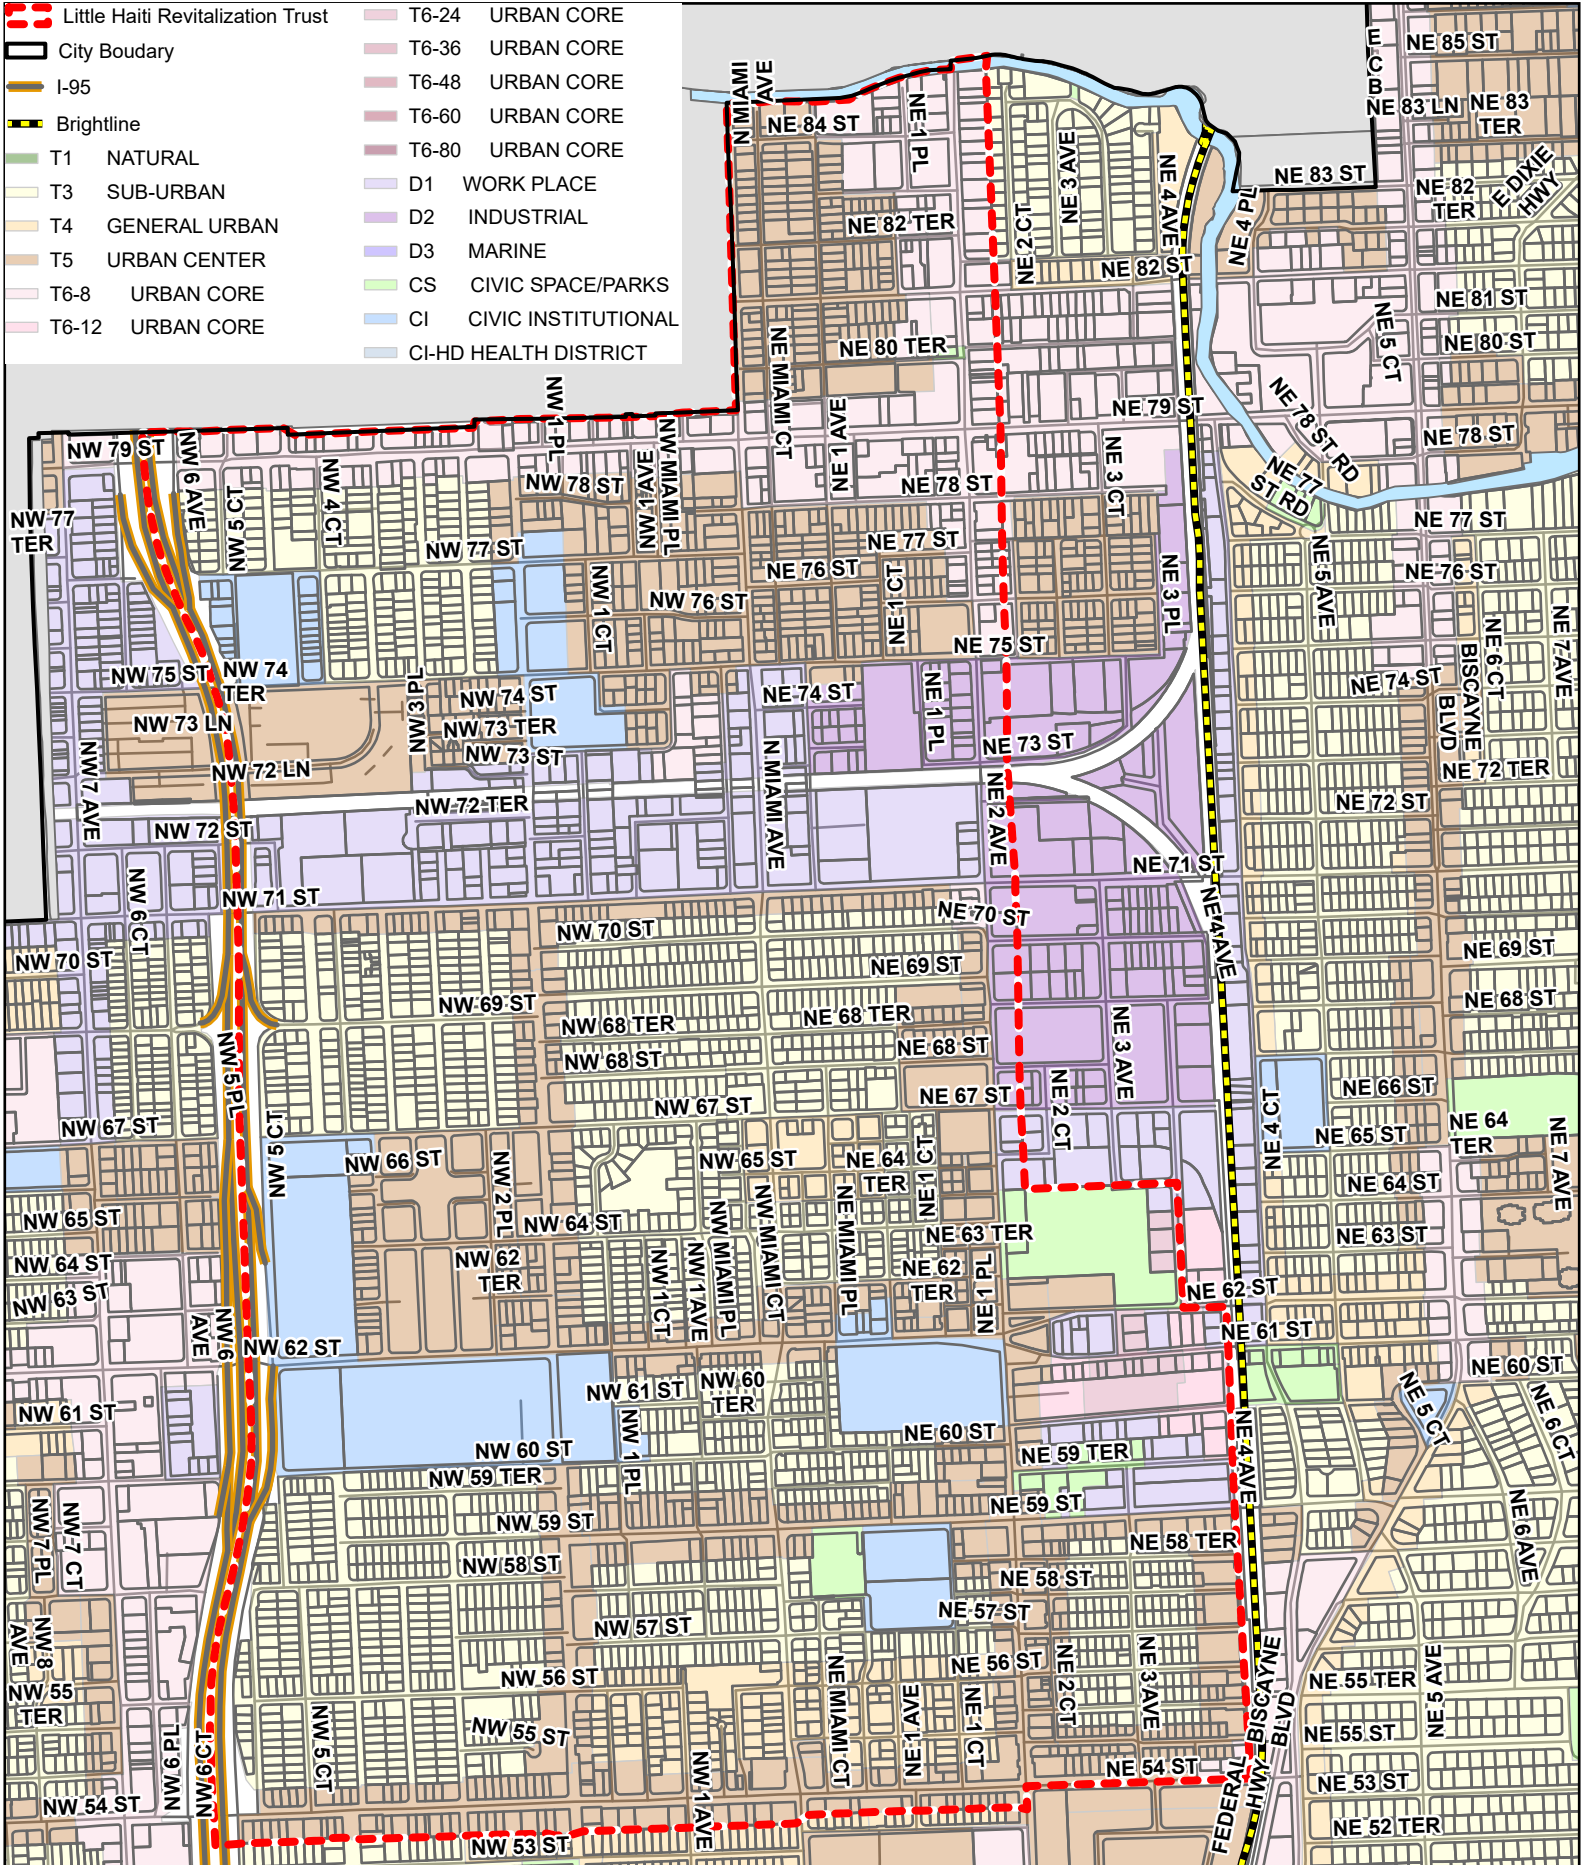 Little Haiti Revitalization Trust
City Boudary
I-95
Brightline
T1 NATURAL
T3 SUB-URBAN
T4 GENERAL URBAN
T5 URBAN CENTER
T6-8 URBAN CORE
T6-12 URBAN CORE
T6-24 URBAN CORE
T6-36 URBAN CORE
T6-48 URBAN CORE
T6-60 URBAN CORE
T6-80 URBAN CORE
D1 WORK PLACE
D2 INDUSTRIAL
D3 MARINE
CS CIVIC SPACE/PARKS
CI CIVIC INSTITUTIONAL
CI-HD HEALTH DISTRICT
N MIAMI
AVE
NE 84 ST
NE 1 PL
NE 3 AVE
NE 2 CT
NE 4 AVE
NE 4 PL
E
C
B
NE 85 ST
NE 83 LN
NE 83
TER
NE 83 ST
NE 82
TER
E DIXIE
HWY
NE 82 TER
NE 82 ST
NE 81 ST
NE 80 TER
NE 80 ST
NE 5 CT
NE MIAMI CT
NE 1 AVE
NE 79 ST
NE 78 ST RD
NE 78 ST
NE 77
ST RD
NW 79 ST
NW 6 AVE
NW 5 CT
NW 4 CT
NW 1 PL
NW 78 ST
NW 1 AVE
NW MIAMI PL
NE 78 ST
NE 3 CT
NW 77
TER
NW 77 ST
NE 77 ST
NE 77 ST
NE 76 ST
NE 76 ST
NW 76 ST
NW 1 CT
NE 1 CT
NE 3 PL
NE 5 AVE
NE 6 CT
NE 7 AVE
NE 75 ST
NW 75 ST
NW 74
TER
NW 3 PL
NW 74 ST
NE 74 ST
NE 74 ST
NE 1 PL
BISCAYNE
BLVD
NW 73 LN
NW 73 TER
NW 73 ST
NE 73 ST
NW 72 LN
NW 7 AVE
NW 72 TER
N MIAMI AVE
NE 2 AVE
NE 72 TER
NE 72 ST
NW 72 ST
NE 71 ST
NW 71 ST
NW 6 CT
NE 4 AVE
NW 70 ST
NW 70 ST
NE 70 ST
NE 69 ST
NE 69 ST
NW 69 ST
NE 68 ST
NW 68 TER
NE 68 TER
NW 68 ST
NE 68 ST
NE 3 AVE
NW 5 PL
NE 2 CT
NE 67 ST
NW 67 ST
NW 67 ST
NE 66 ST
NE 4 CT
NE 65 ST
NE 64
TER
NE 7 AVE
NW 5 CT
NW 66 ST
NW 2 PL
NW 65 ST
NE 64
TER
NE 1 CT
NE 64 ST
NW 65 ST
NW 64 ST
NW MIAMI PL
NW MIAMI CT
NE MIAMI PL
NE 63 TER
NE 63 ST
NW 64 ST
NW 62
TER
NW 1 CT
NW 1 AVE
NE 62
TER
NE 1 PL
NW 63 ST
NE 62 ST
NW 6
AVE
NW 62 ST
NE 61 ST
NE 60 ST
NW 61 ST
NW 60
TER
NW 61 ST
NE 5 CT
NE 6 CT
NW 1 PL
NE 60 ST
NW 60 ST
NE 59 TER
NE 4 AVE
NW 59 TER
NE 59 ST
NW 59 ST
NE 6 AVE
NW 7 PL
NW 7 CT
NE 58 TER
NW 58 ST
NE 58 ST
NE 57 ST
NW 57 ST
NW 8
AVE
NW 56 ST
NE 56 ST
NE 2 CT
NE 3 AVE
NE MIAMI CT
NE 1 AVE
NE 1 CT
NW 55
TER
NE 55 TER
NE 5 AVE
NW 55 ST
NE 55 ST
NW 5 CT
NW 6 PL
NW 6 CT
NW 1 AVE
BISCAYNE
BLVD
FEDERAL
HWY
NE 54 ST
NE 53 ST
NW 54 ST
NE 52 TER
NW 53 ST